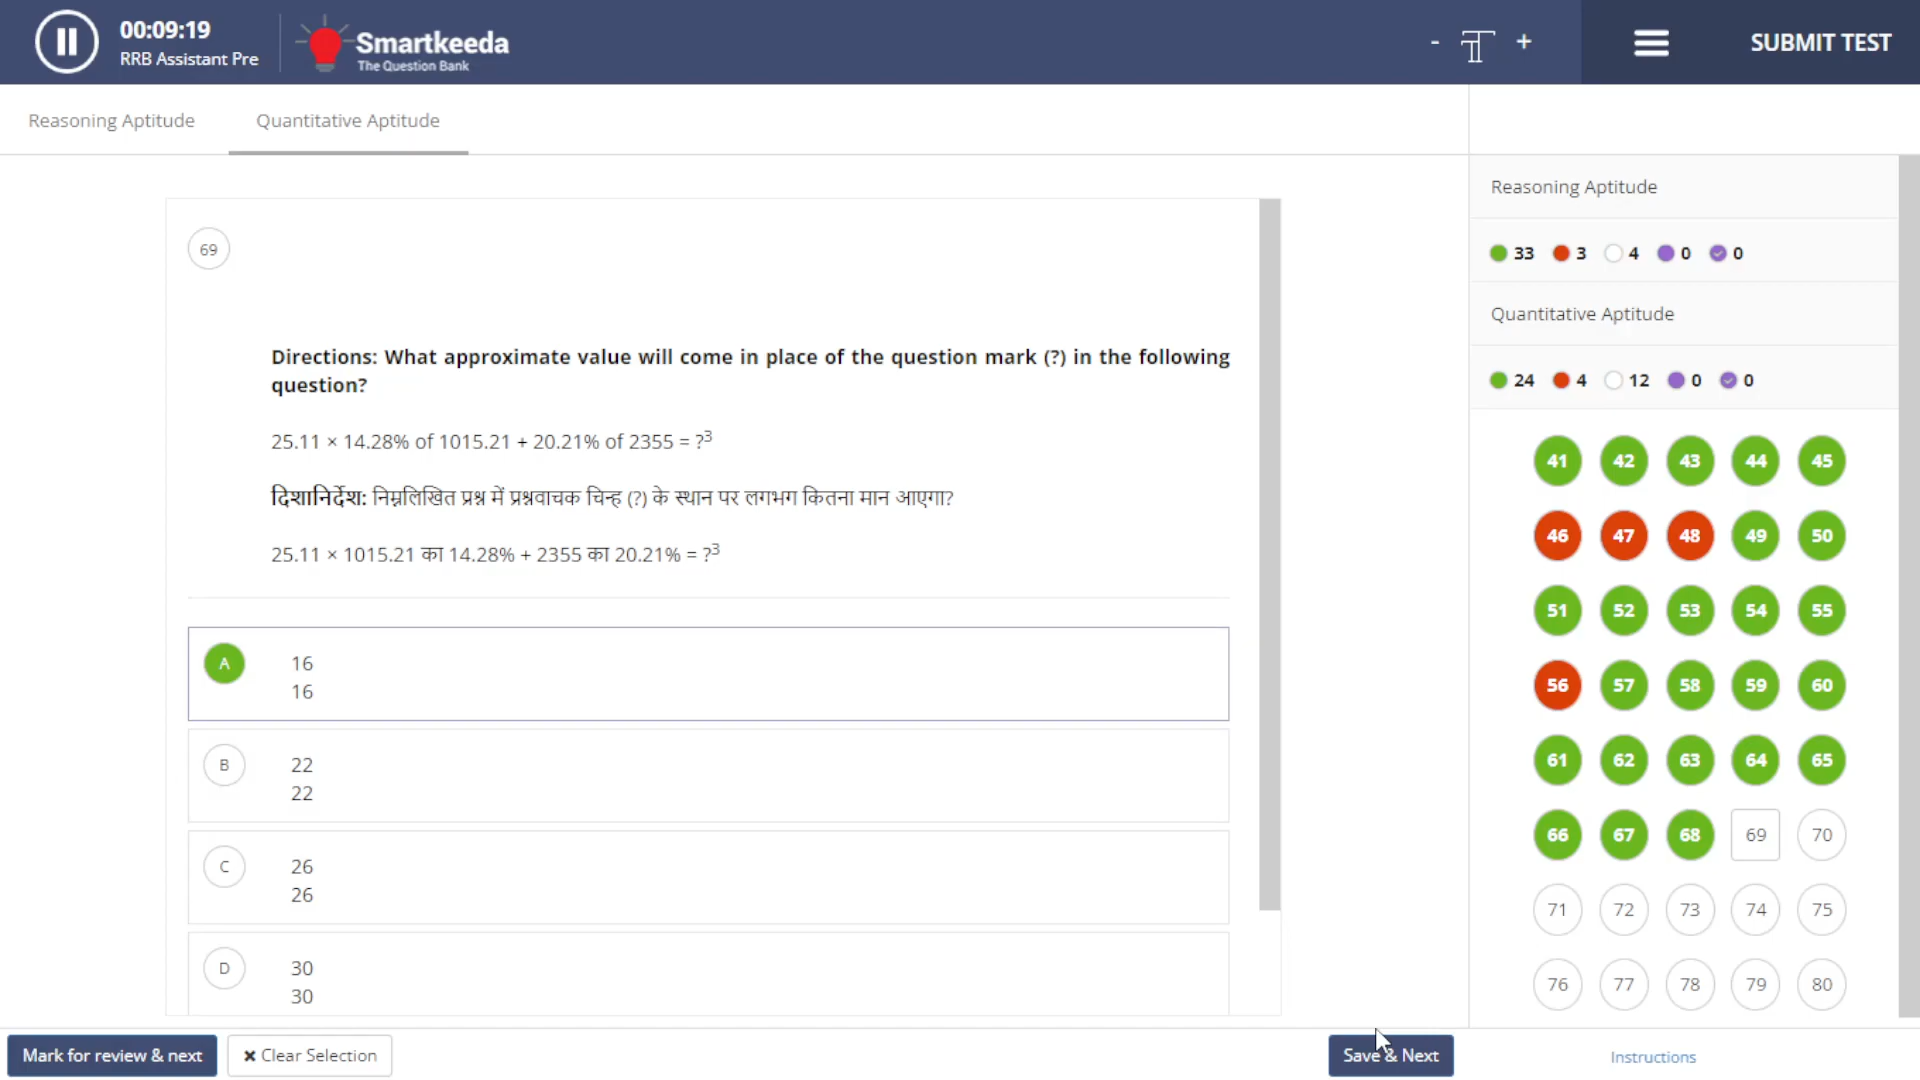 00:09:19
RRB Assistant Pre
Smartkeeda
The Question Bank
- T +
SUBMIT TEST
Reasoning Aptitude
Quantitative Aptitude
69
Directions: What approximate value will come in place of the question mark (?) in the following
question?
25.11 × 14.28% of 1015.21 + 20.21% of 2355 = ?³
दिशानिर्देश: निम्नलिखित प्रश्न में प्रश्नवाचक चिन्ह (?) के स्थान पर लगभग कितना मान आएगा?
25.11 × 1015.21 का 14.28% + 2355 का 20.21% = ?³
A
16
16
B
22
22
C
26
26
D
30
30
Mark for review & next
✖ Clear Selection
Save & Next
Reasoning Aptitude
33 3 4 0 0
Quantitative Aptitude
24 4 12 0 0
41 42 43 44 45
46 47 48 49 50
51 52 53 54 55
56 57 58 59 60
61 62 63 64 65
66 67 68 69 70
71 72 73 74 75
76 77 78 79 80
Instructions